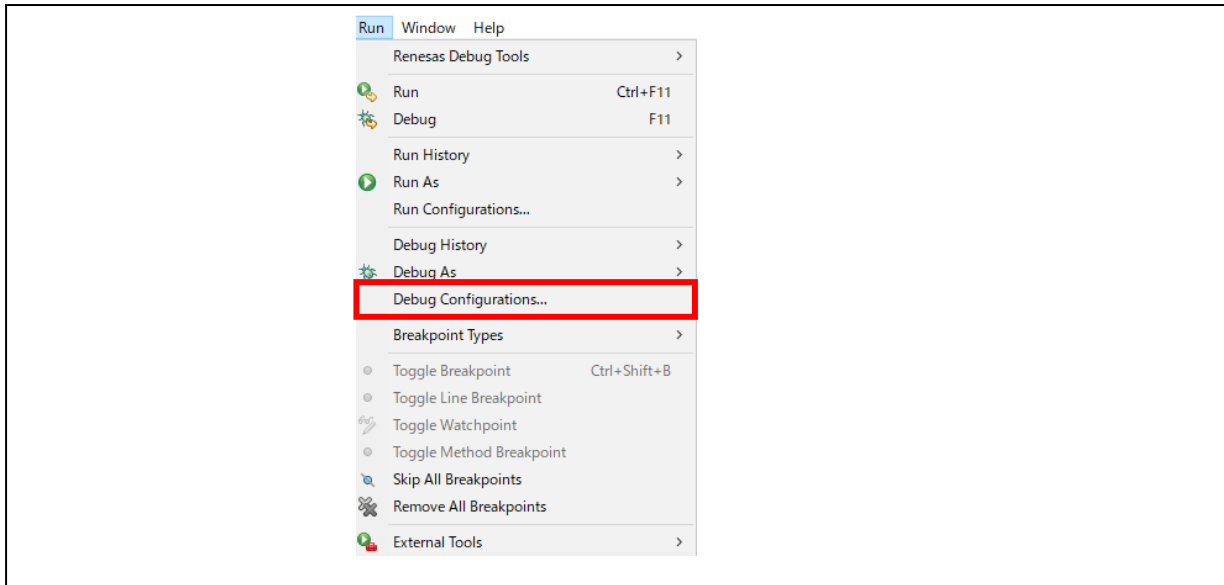 Run Window Help
Renesas Debug Tools >
Run Ctrl+F11
Debug F11
Run History >
Run As >
Run Configurations...
Debug History >
Debug As >
Debug Configurations...
Breakpoint Types >
Toggle Breakpoint Ctrl+Shift+B
Toggle Line Breakpoint
Toggle Watchpoint
Toggle Method Breakpoint
Skip All Breakpoints
Remove All Breakpoints
External Tools >